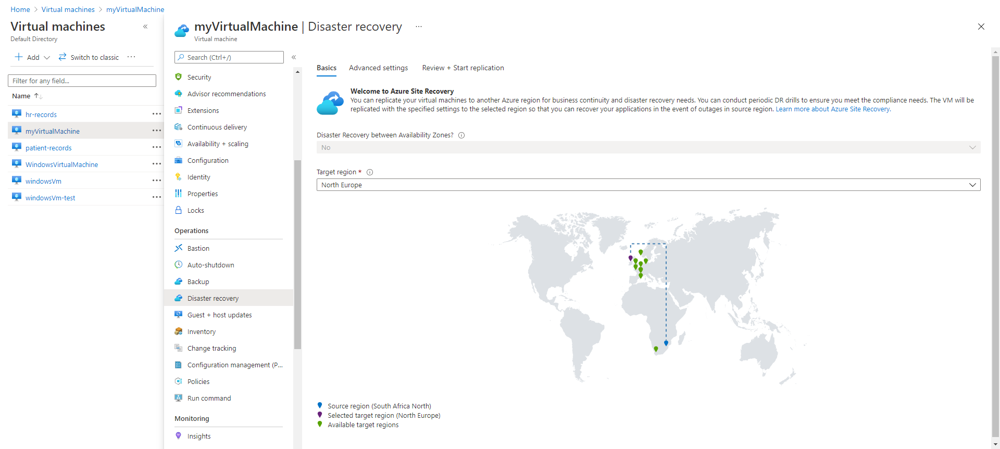 Home > Virtual machines > myVirtualMachine
Virtual machines
Default Directory
Add
Switch to classic
Filter for any field...
Name
hr-records
myVirtualMachine
patient-records
WindowsVirtualMachine
windowsVm
windowsVm-test
myVirtualMachine | Disaster recovery
Virtual machine
Search (Ctrl+/)
Security
Advisor recommendations
Extensions
Continuous delivery
Availability + scaling
Configuration
Identity
Properties
Locks
Operations
Bastion
Auto-shutdown
Backup
Disaster recovery
Guest + host updates
Inventory
Change tracking
Configuration management (P...
Policies
Run command
Monitoring
Insights
Basics
Advanced settings
Review + Start replication
Welcome to Azure Site Recovery
You can replicate your virtual machines to another Azure region for business continuity and disaster recovery needs. You can conduct periodic DR drills to ensure you meet the compliance needs. The VM will be
replicated with the specified settings to the selected region so that you can recover your applications in the event of outages in source region. Learn more about Azure Site Recovery.
Disaster Recovery between Availability Zones?
No
Target region *
North Europe
Source region (South Africa North)
Selected target region (North Europe)
Available target regions